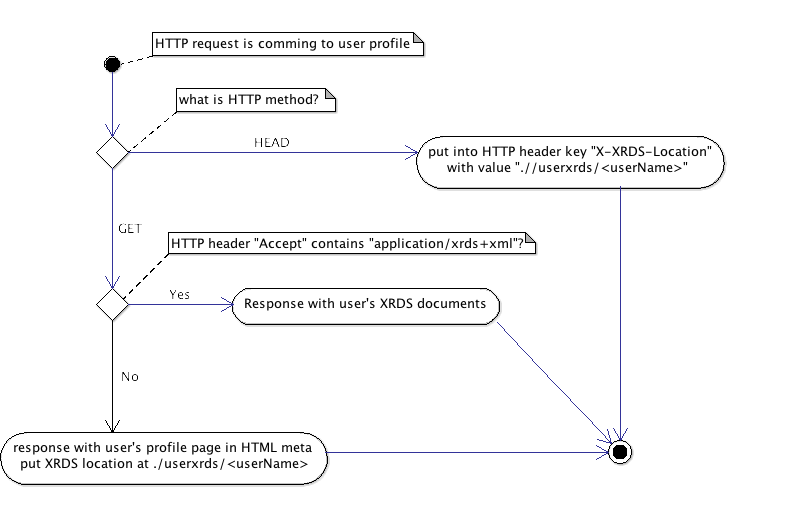 HTTP request is comming to user profile
what is HTTP method?
HEAD
put into HTTP header key "X-XRDS-Location"
with value ".//userxrds/<userName>"
GET
HTTP header "Accept" contains "application/xrds+xml"?
Yes
Response with user's XRDS documents
No
response with user's profile page in HTML meta
put XRDS location at ./userxrds/<userName>